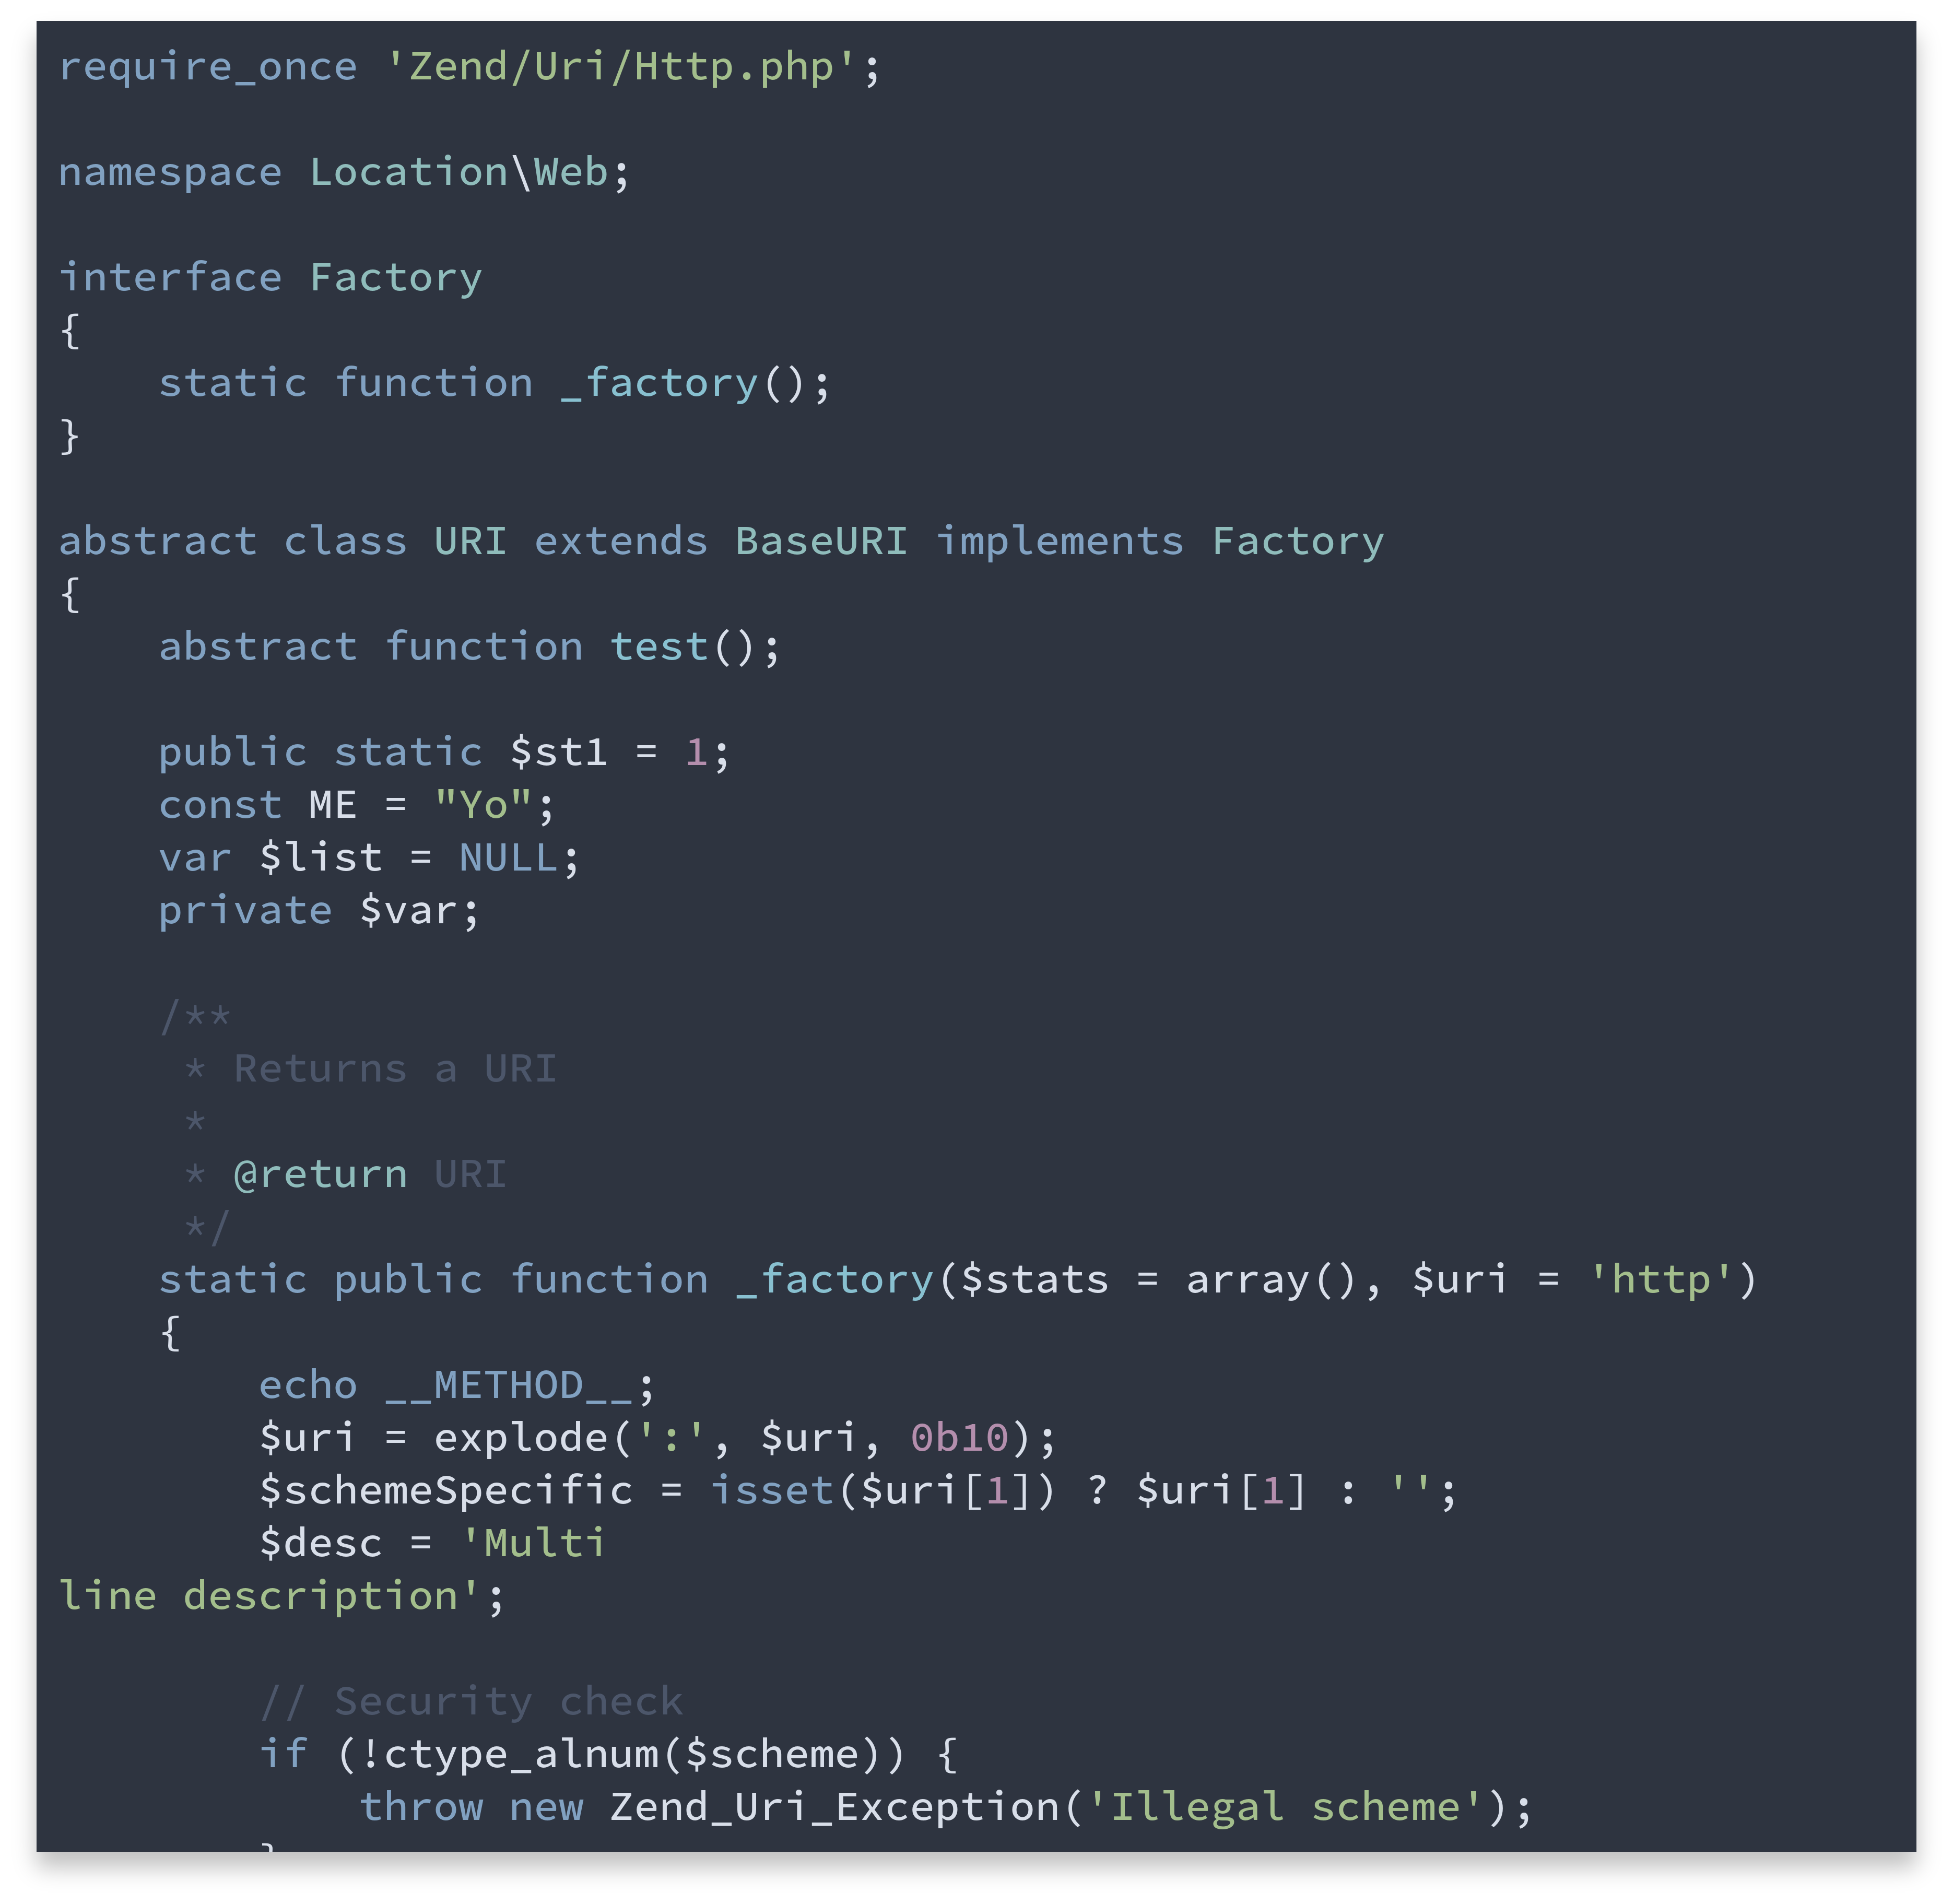 require_once 'Zend/Uri/Http.php';

namespace Location\Web;

interface Factory
{
    static function _factory();
}

abstract class URI extends BaseURI implements Factory
{
    abstract function test();

    public static $st1 = 1;
    const ME = "Yo";
    var $list = NULL;
    private $var;

    /**
     * Returns a URI
     *
     * @return URI
     */
    static public function _factory($stats = array(), $uri = 'http')
    {
        echo __METHOD__;
        $uri = explode(':', $uri, 0b10);
        $schemeSpecific = isset($uri[1]) ? $uri[1] : '';
        $desc = 'Multi
line description';

        // Security check
        if (!ctype_alnum($scheme)) {
            throw new Zend_Uri_Exception('Illegal scheme');
        }